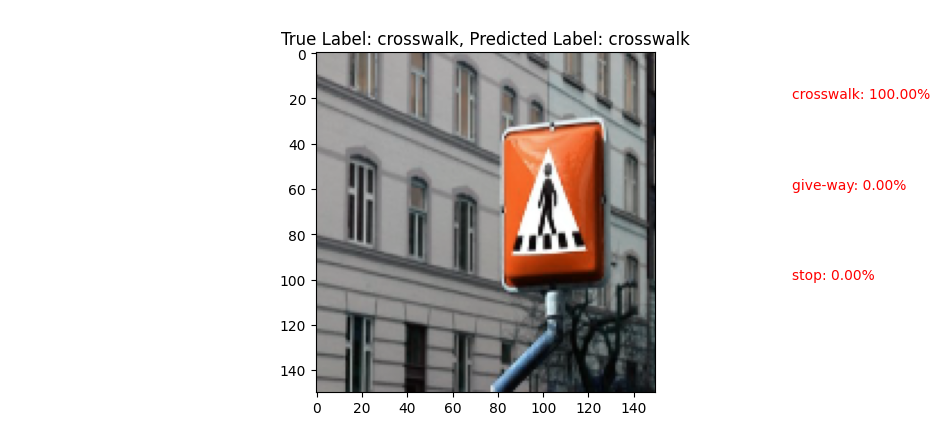 True Label: crosswalk, Predicted Label: crosswalk
0
20
40
60
80
100
120
140
0 20 40 60 80 100 120 140
crosswalk: 100.00%
give-way: 0.00%
stop: 0.00%